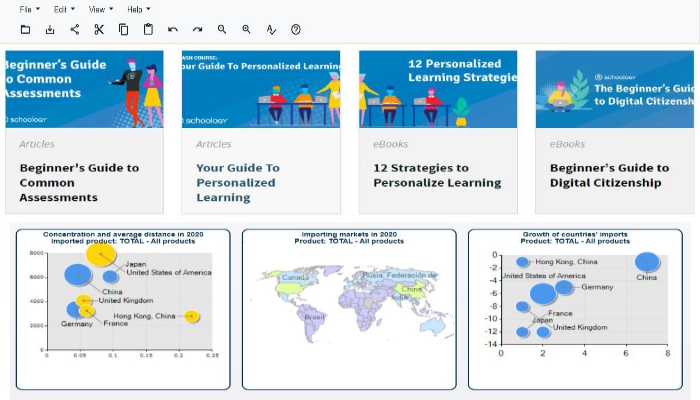 File ▾ Edit ▾ View ▾ Help ▾
Beginner's Guide
to Common
Assessments
schoology
Articles
Beginner's Guide to
Common
Assessments
CRASH COURSE:
Your Guide To Personalized Learning
schoology
Articles
Your Guide To
Personalized
Learning
12 Personalized
Learning Strategie
eBooks
12 Strategies to
Personalize Learning
schoology
The Beginner's Guid
to Digital Citizensh
eBooks
Beginner's Guide to
Digital Citizenship
Concentration and average distance in 2020
Imported product: TOTAL - All products
8000
6000
4000
2000
0
0
0.05
0.1
0.15
0.2
0.25
Japan
United States of America
China
United Kingdom
Hong Kong, China
Germany
France
Importing markets in 2020
Product: TOTAL - All products
Canada
Rusia, Federación de
China
India
Brasil
Growth of countries' imports
Product: TOTAL - All products
0
-2
-4
-6
-8
-10
-12
-14
0
2
4
6
8
Hong Kong, China
China
United States of America
Germany
France
Japan
United Kingdom